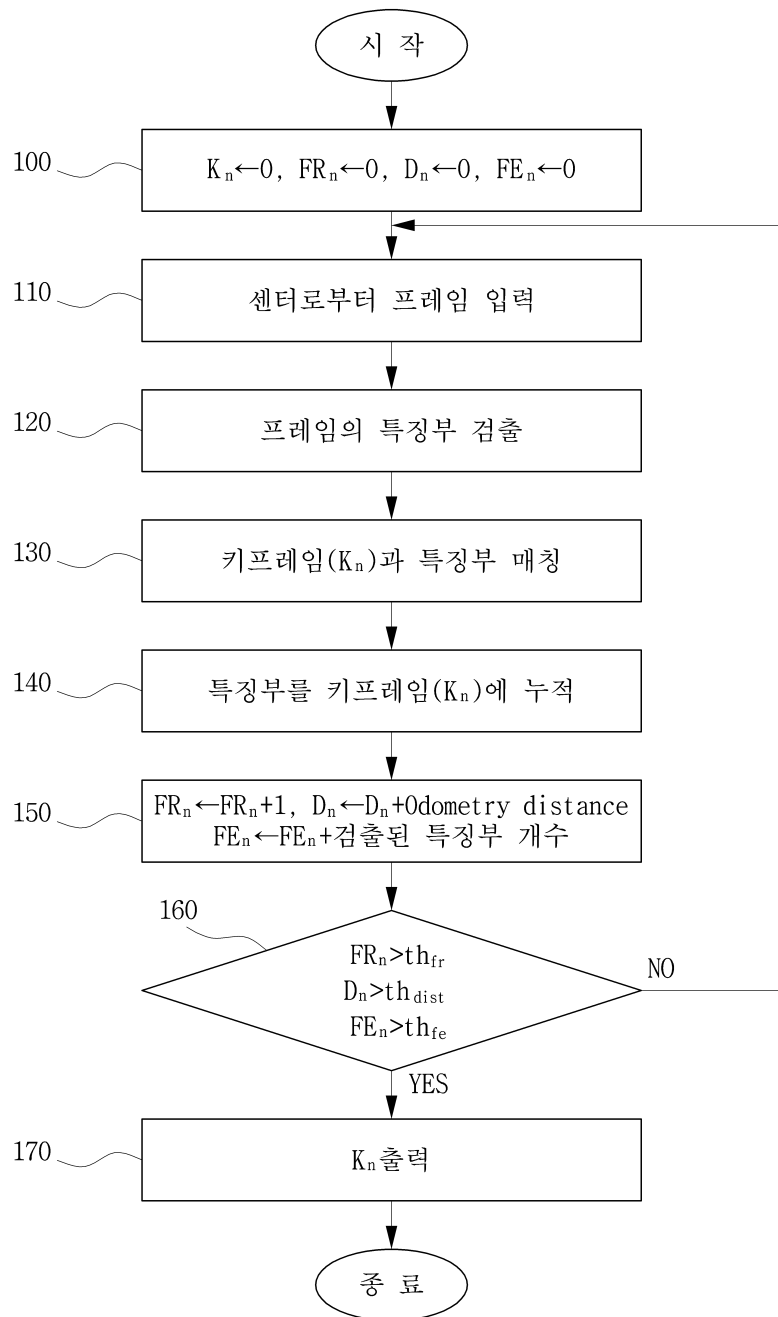 시 작
100
Kₙ←0, FRₙ←0, Dₙ←0, FEₙ←0
110
센터로부터 프레임 입력
120
프레임의 특징부 검출
130
키프레임(Kₙ)과 특징부 매칭
140
특징부를 키프레임(Kₙ)에 누적
150
FRₙ←FRₙ+1, Dₙ←Dₙ+Odometry distance
FEₙ←FEₙ+검출된 특징부 개수
160
FRₙ>th_fr
Dₙ>th_dist
FEₙ>th_fe
NO
YES
170
Kₙ출력
종 료